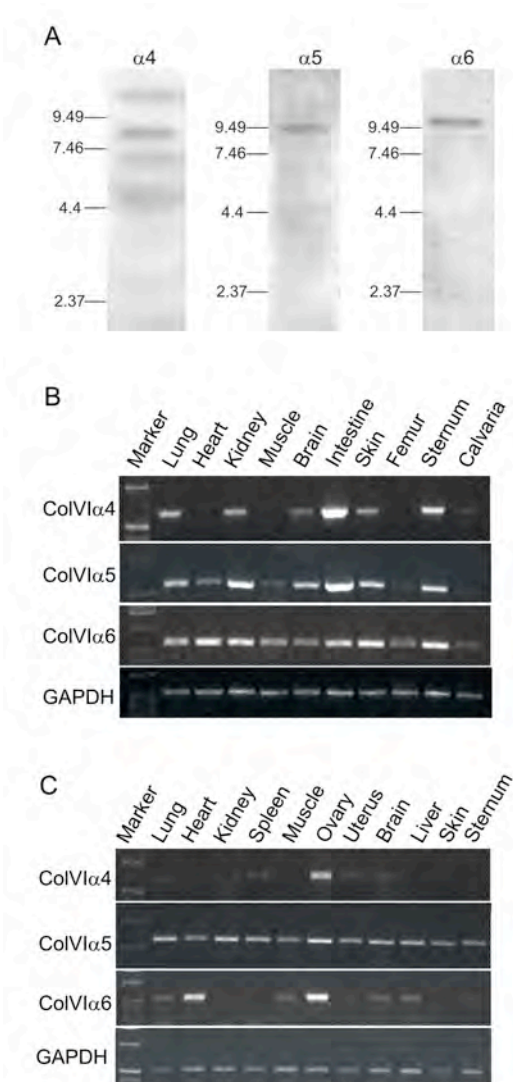 A
α4 α5 α6
9.49 9.49 9.49
7.46 7.46 7.46
4.4 4.4 4.4
2.37 2.37 2.37
B
Marker Lung Heart Kidney Muscle Brain Intestine Skin Femur Sternum Calvaria
ColVIα4
ColVIα5
ColVIα6
GAPDH
C
Marker Lung Heart Kidney Spleen Muscle Ovary Uterus Brain Liver Skin Sternum
ColVIα4
ColVIα5
ColVIα6
GAPDH